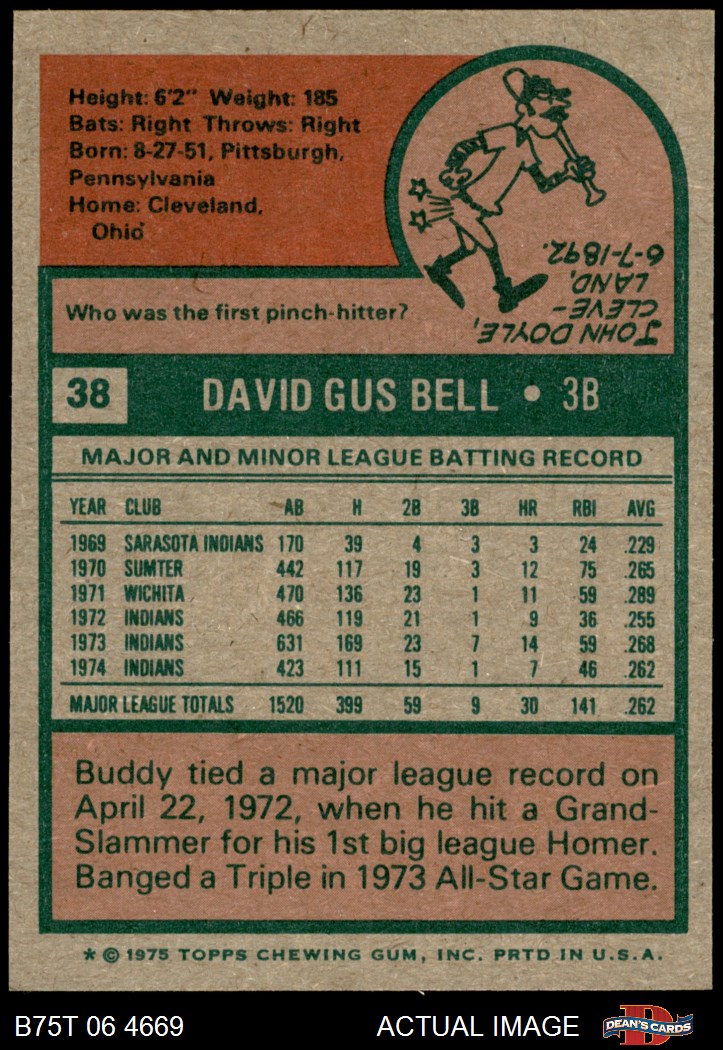 Height: 6'2" Weight: 185
Bats: Right Throws: Right
Born: 8-27-51, Pittsburgh,
Pennsylvania
Home: Cleveland,
Ohio
Who was the first pinch-hitter?
JOHN DOYLE,
CLEVE-
LAND,
6-7-1892.
38 DAVID GUS BELL • 3B
MAJOR AND MINOR LEAGUE BATTING RECORD
YEAR CLUB AB H 2B 3B HR RBI AVG
1969 SARASOTA INDIANS 170 39 4 3 3 24 .229
1970 SUMTER 442 117 19 3 12 75 .265
1971 WICHITA 470 136 23 1 11 59 .289
1972 INDIANS 466 119 21 1 9 36 .255
1973 INDIANS 631 169 23 7 14 59 .268
1974 INDIANS 423 111 15 1 7 46 .262
MAJOR LEAGUE TOTALS 1520 399 59 9 30 141 .262
Buddy tied a major league record on
April 22, 1972, when he hit a Grand-
Slammer for his 1st big league Homer.
Banged a Triple in 1973 All-Star Game.
* © 1975 TOPPS CHEWING GUM, INC. PRTD IN U.S.A.
B75T 06 4669 ACTUAL IMAGE D DEAN'S CARDS